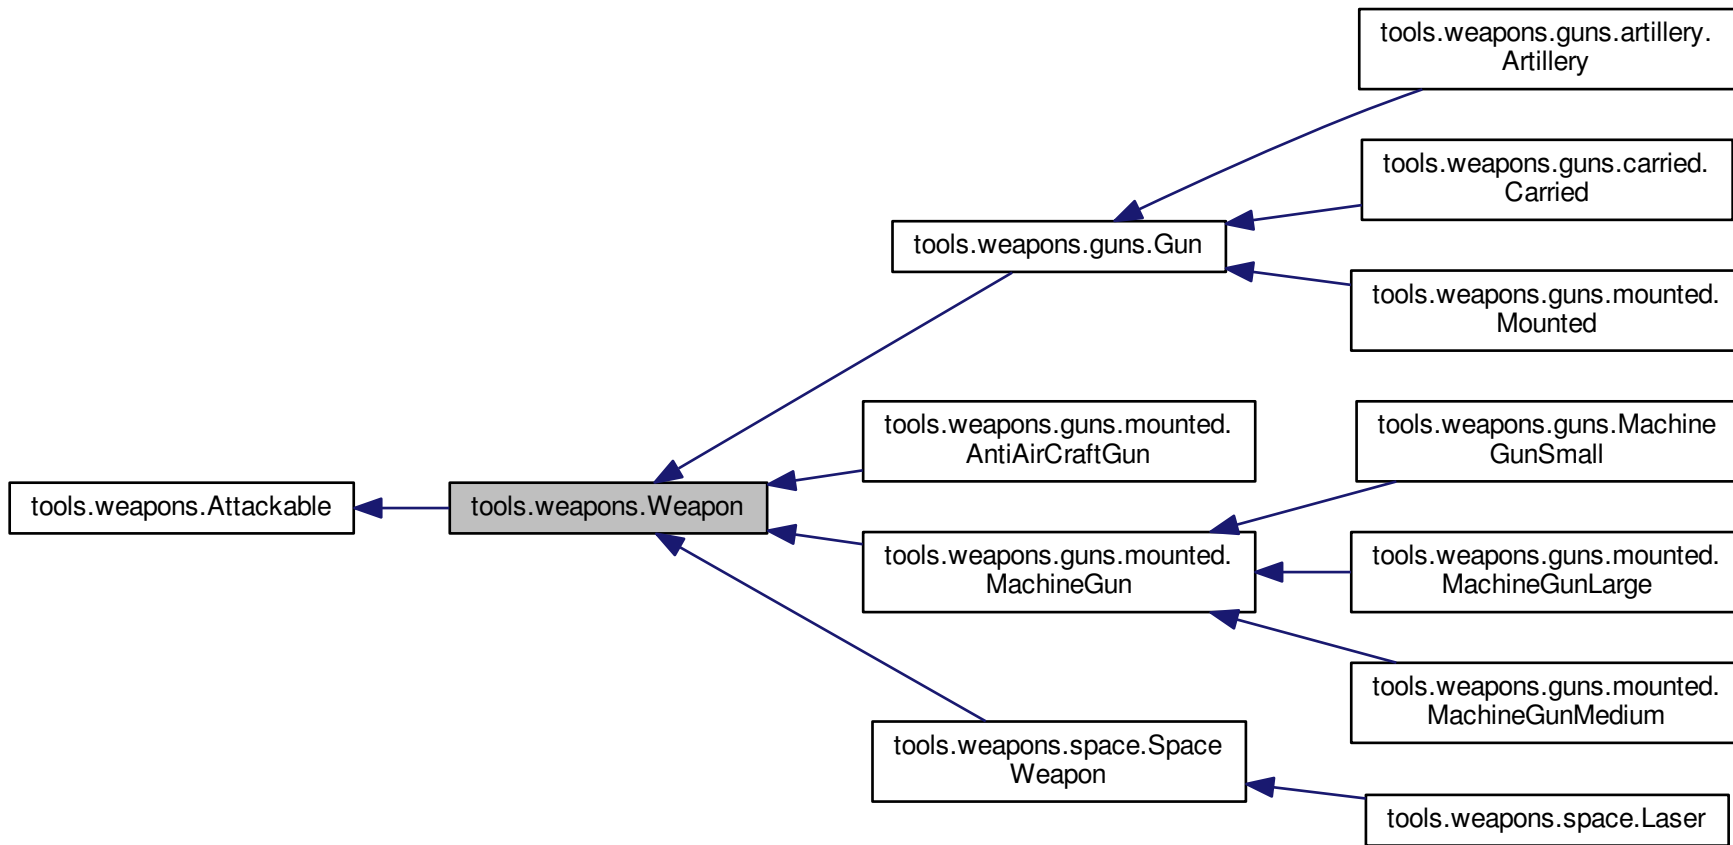 tools.weapons.guns.artillery.
Artillery
tools.weapons.guns.carried.
Carried
tools.weapons.guns.Gun
tools.weapons.guns.mounted.
Mounted
tools.weapons.guns.mounted.
AntiAirCraftGun
tools.weapons.guns.Machine
GunSmall
tools.weapons.Attackable
tools.weapons.Weapon
tools.weapons.guns.mounted.
MachineGun
tools.weapons.guns.mounted.
MachineGunLarge
tools.weapons.guns.mounted.
MachineGunMedium
tools.weapons.space.Space
Weapon
tools.weapons.space.Laser